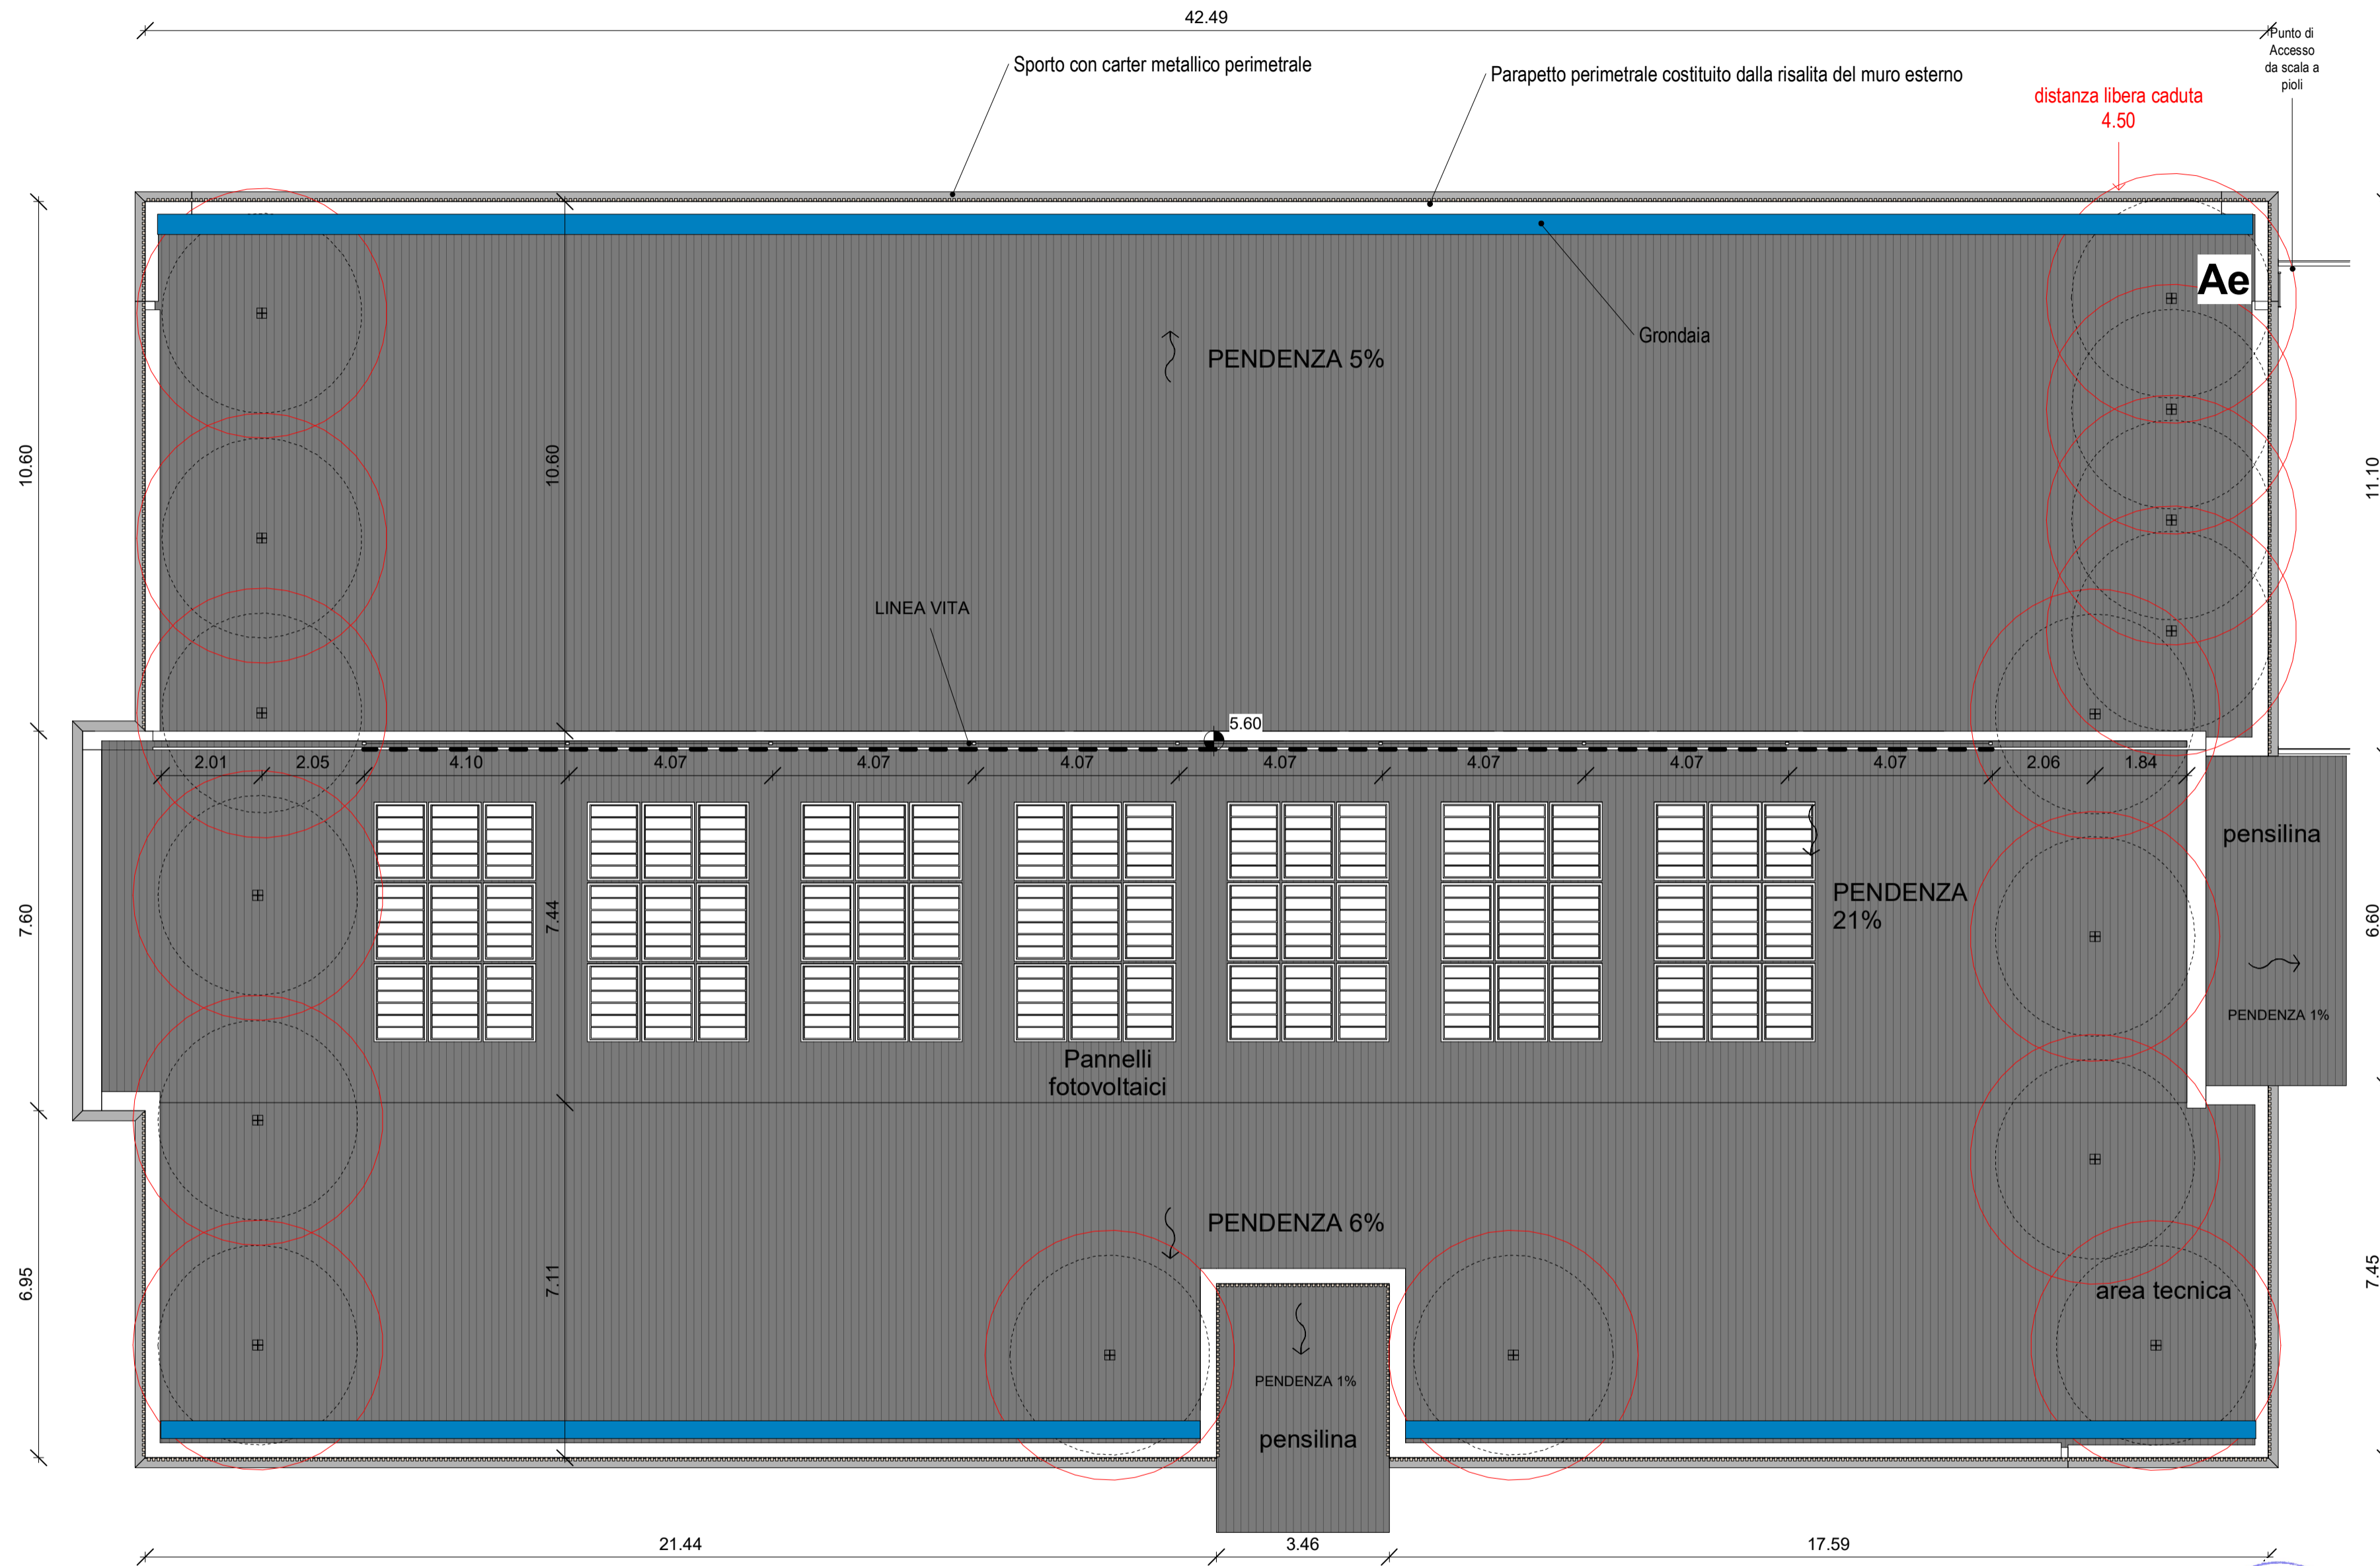 42.49
Punto di
Accesso
da scala a
pioli
Sporto con carter metallico perimetrale
Parapetto perimetrale costituito dalla risalita del muro esterno
distanza libera caduta
4.50
Ae
Grondaia
PENDENZA 5%
10.60
10.60
11.10
LINEA VITA
5.60
2.01
2.05
4.10
4.07
4.07
4.07
4.07
4.07
4.07
4.07
2.06
1.84
pensilina
PENDENZA
21%
7.60
7.44
6.60
PENDENZA 1%
Pannelli
fotovoltaici
PENDENZA 6%
6.95
7.11
7.45
area tecnica
PENDENZA 1%
pensilina
21.44
3.46
17.59